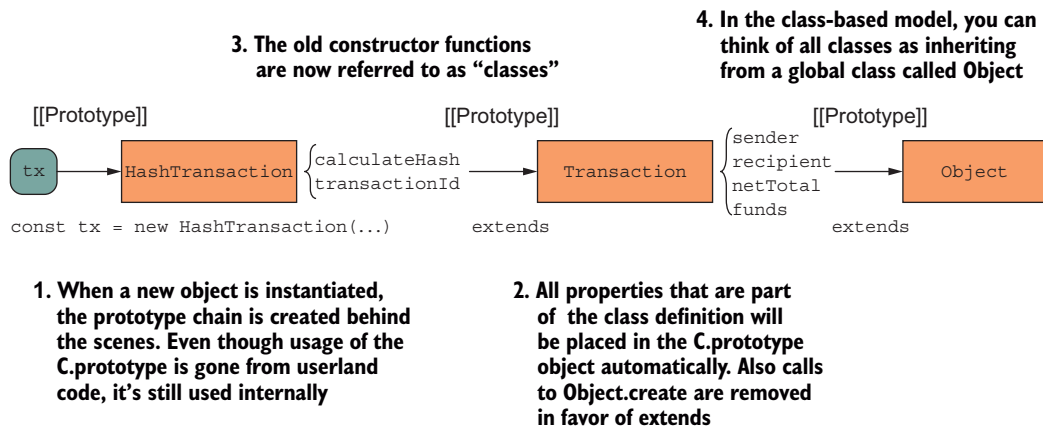 3. The old constructor functions
are now referred to as “classes”
4. In the class-based model, you can
think of all classes as inheriting
from a global class called Object
[[Prototype]]
[[Prototype]]
[[Prototype]]
tx
HashTransaction
calculateHash
transactionId
Transaction
sender
recipient
netTotal
funds
Object
const tx = new HashTransaction(...)
extends
extends
1. When a new object is instantiated,
the prototype chain is created behind
the scenes. Even though usage of the
C.prototype is gone from userland
code, it’s still used internally
2. All properties that are part
of the class definition will
be placed in the C.prototype
object automatically. Also calls
to Object.create are removed
in favor of extends